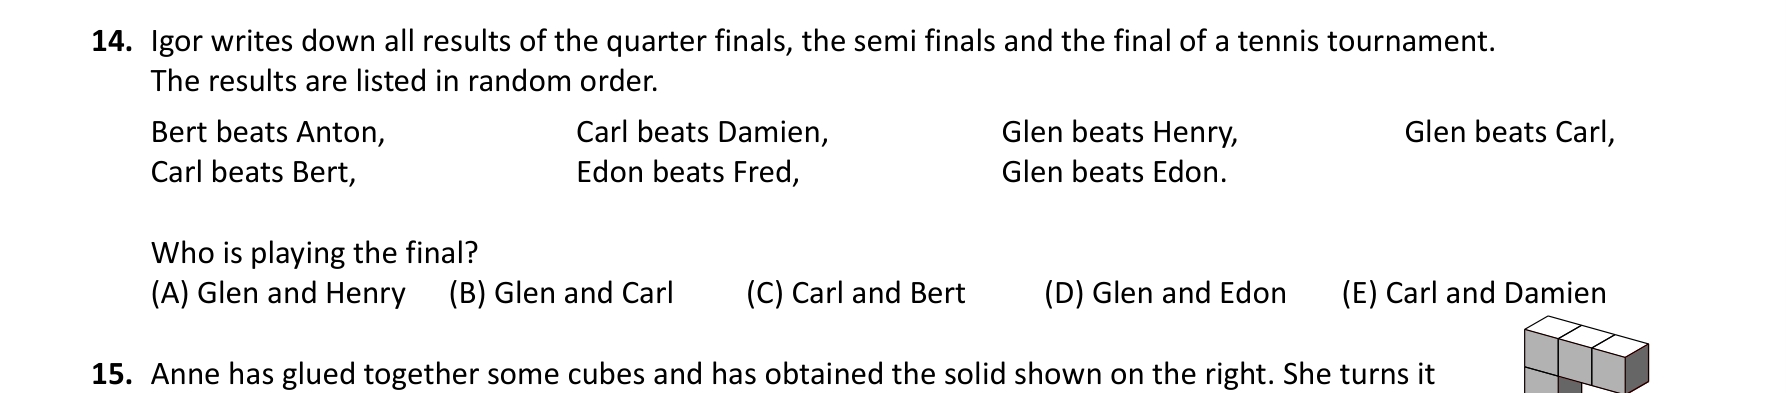 14. Igor writes down all results of the quarter finals, the semi finals and the final of a tennis tournament.
The results are listed in random order.
Bert beats Anton, Carl beats Damien, Glen beats Henry, Glen beats Carl,
Carl beats Bert, Edon beats Fred, Glen beats Edon.
Who is playing the final?
(A) Glen and Henry (B) Glen and Carl (C) Carl and Bert (D) Glen and Edon (E) Carl and Damien
15. Anne has glued together some cubes and has obtained the solid shown on the right. She turns it